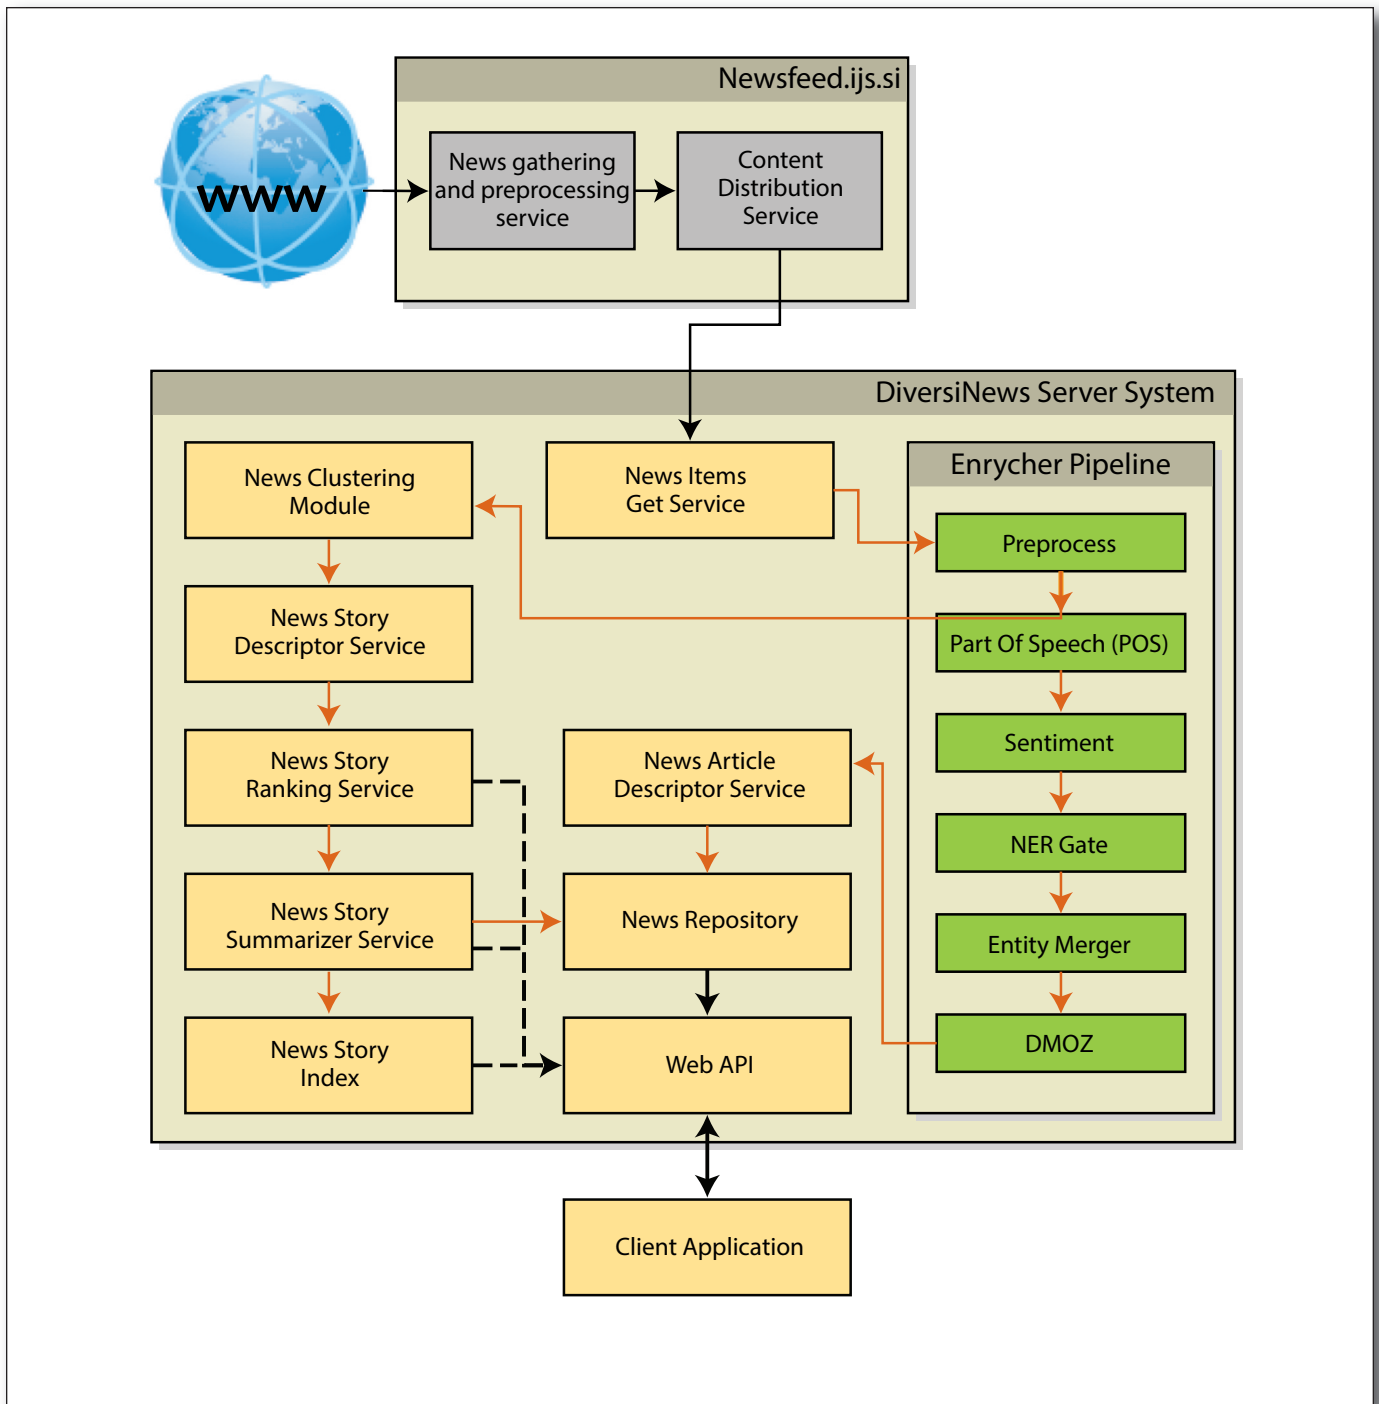 Newsfeed.ijs.si
www
News gathering
and preprocessing
service
Content
Distribution
Service
DiversiNews Server System
News Clustering
Module
News Items
Get Service
Enrycher Pipeline
Preprocess
News Story
Descriptor Service
Part Of Speech (POS)
Sentiment
News Story
Ranking Service
News Article
Descriptor Service
NER Gate
News Story
Summarizer Service
News Repository
Entity Merger
News Story
Index
Web API
DMOZ
Client Application